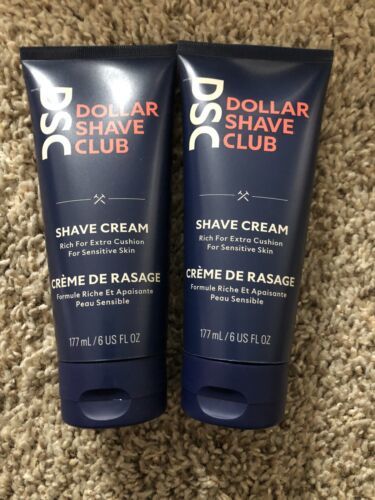 DSC
DOLLAR
SHAVE
CLUB
SHAVE CREAM
Rich For Extra Cushion
For Sensitive Skin
CRÈME DE RASAGE
Formule Riche Et Apaisante
Peau Sensible
177 mL / 6 US FL OZ
DSC
DOLLAR
SHAVE
CLUB
SHAVE CREAM
Rich For Extra Cushion
For Sensitive Skin
CRÈME DE RASAGE
Formule Riche Et Apaisante
Peau Sensible
177 mL / 6 US FL OZ